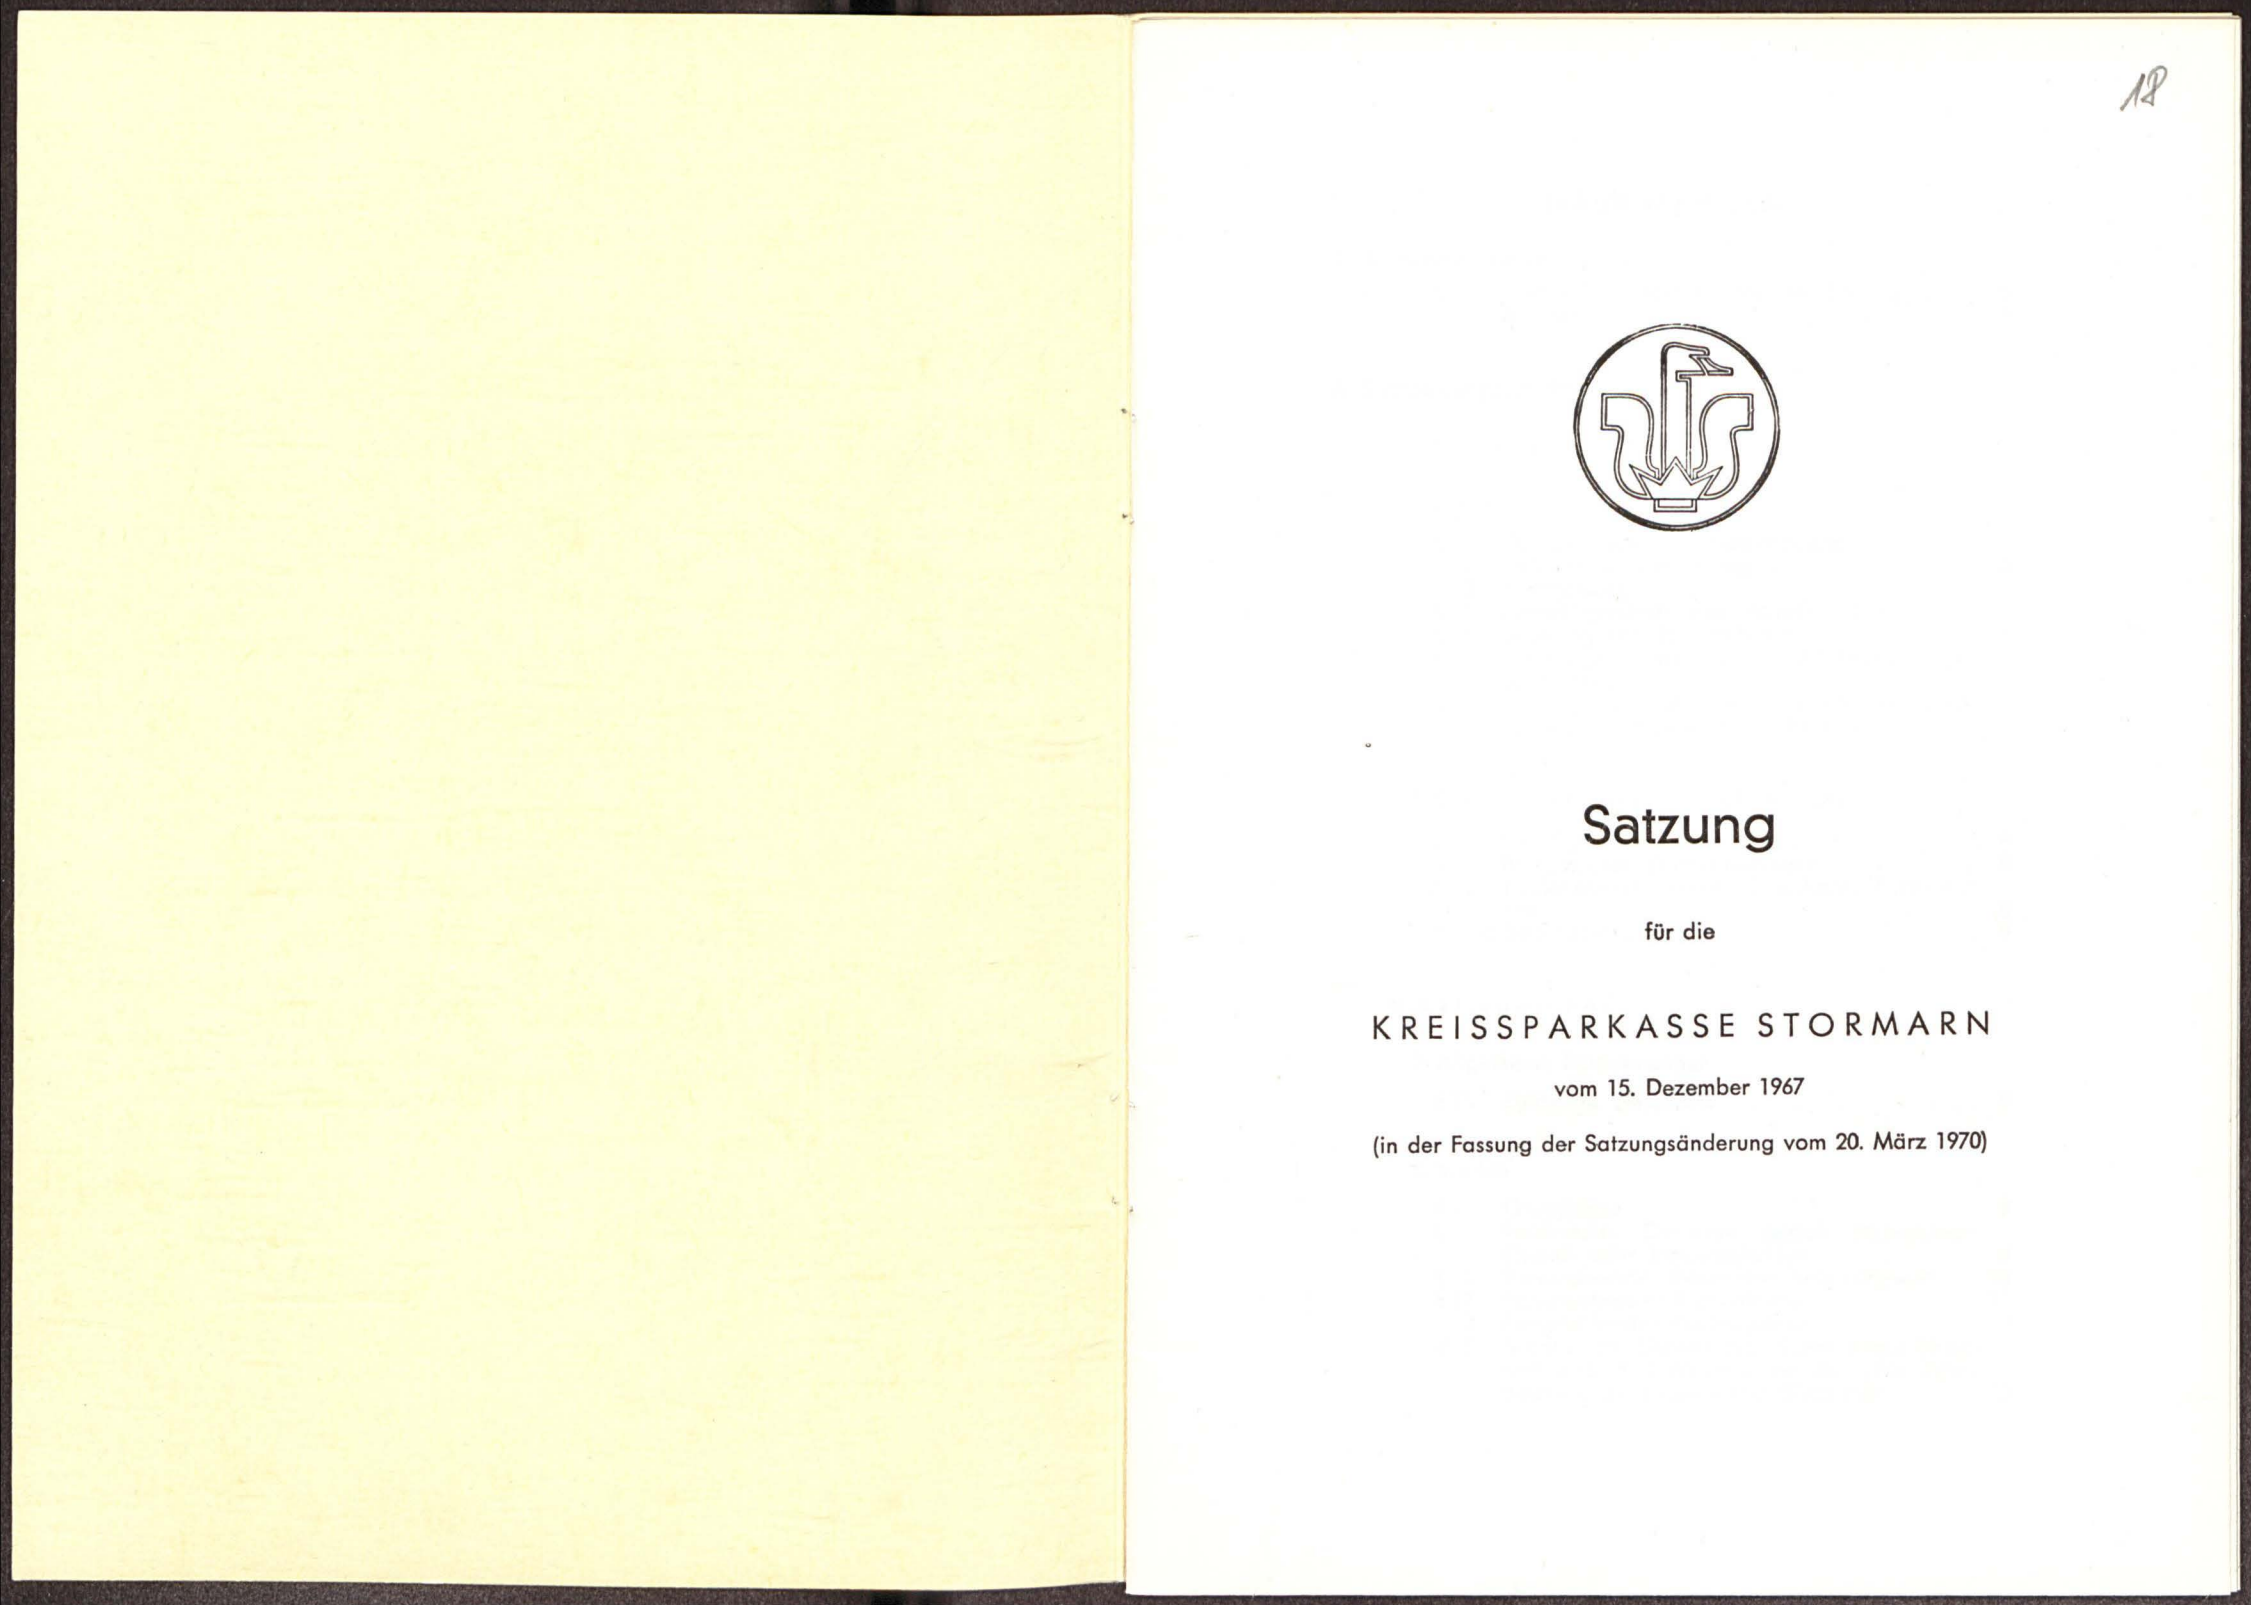 18
Satzung
für die
KREISSPARKASSE STORMARN
vom 15. Dezember 1967
(in der Fassung der Satzungsänderung vom 20. März 1970)